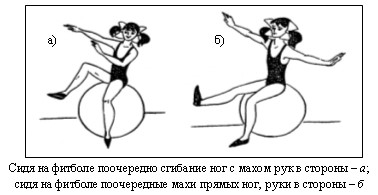 а) б)
Сидя на фитболе поочередно сгибание ног с махом рук в стороны – а;
сидя на фитболе поочередные махи прямых ног, руки в стороны – б